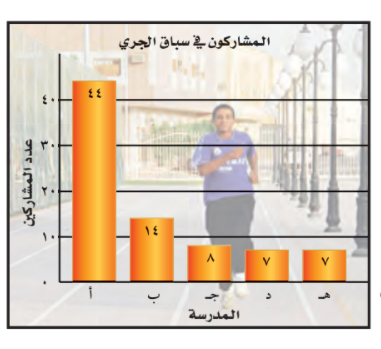 المشاركون في سباق الجري
عدد المشاركين
٤٠
٣٠
٢٠
١٠
٠
٤٤
١٤
٨
٧
٧
أ
ب
جـ
د
هـ
المدرسة